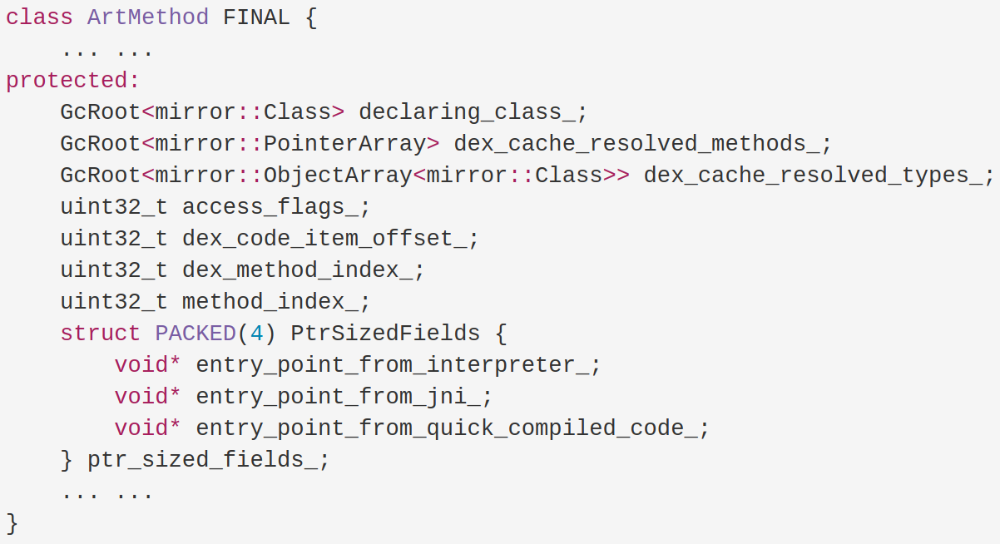 class ArtMethod FINAL {
    ... ...
protected:
    GcRoot<mirror::Class> declaring_class_;
    GcRoot<mirror::PointerArray> dex_cache_resolved_methods_;
    GcRoot<mirror::ObjectArray<mirror::Class>> dex_cache_resolved_types_;
    uint32_t access_flags_;
    uint32_t dex_code_item_offset_;
    uint32_t dex_method_index_;
    uint32_t method_index_;
    struct PACKED(4) PtrSizedFields {
        void* entry_point_from_interpreter_;
        void* entry_point_from_jni_;
        void* entry_point_from_quick_compiled_code_;
    } ptr_sized_fields_;
    ... ...
}